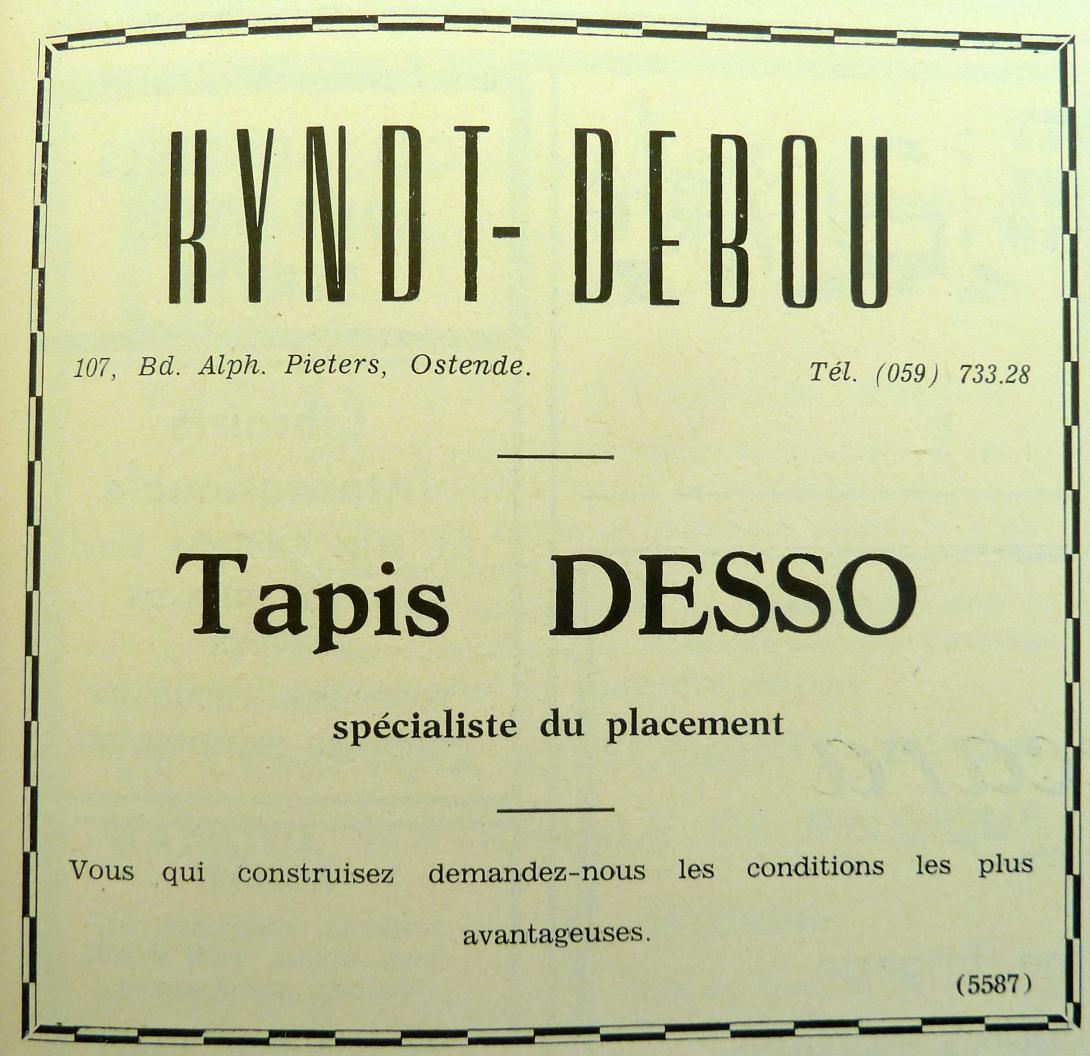 KYNDT-DEBOU
107, Bd. Alph. Pieters, Ostende. Tél. (059) 733.28
Tapis DESSO
spécialiste du placement
Vous qui construisez demandez-nous les conditions les plus
avantageuses.
(5587)